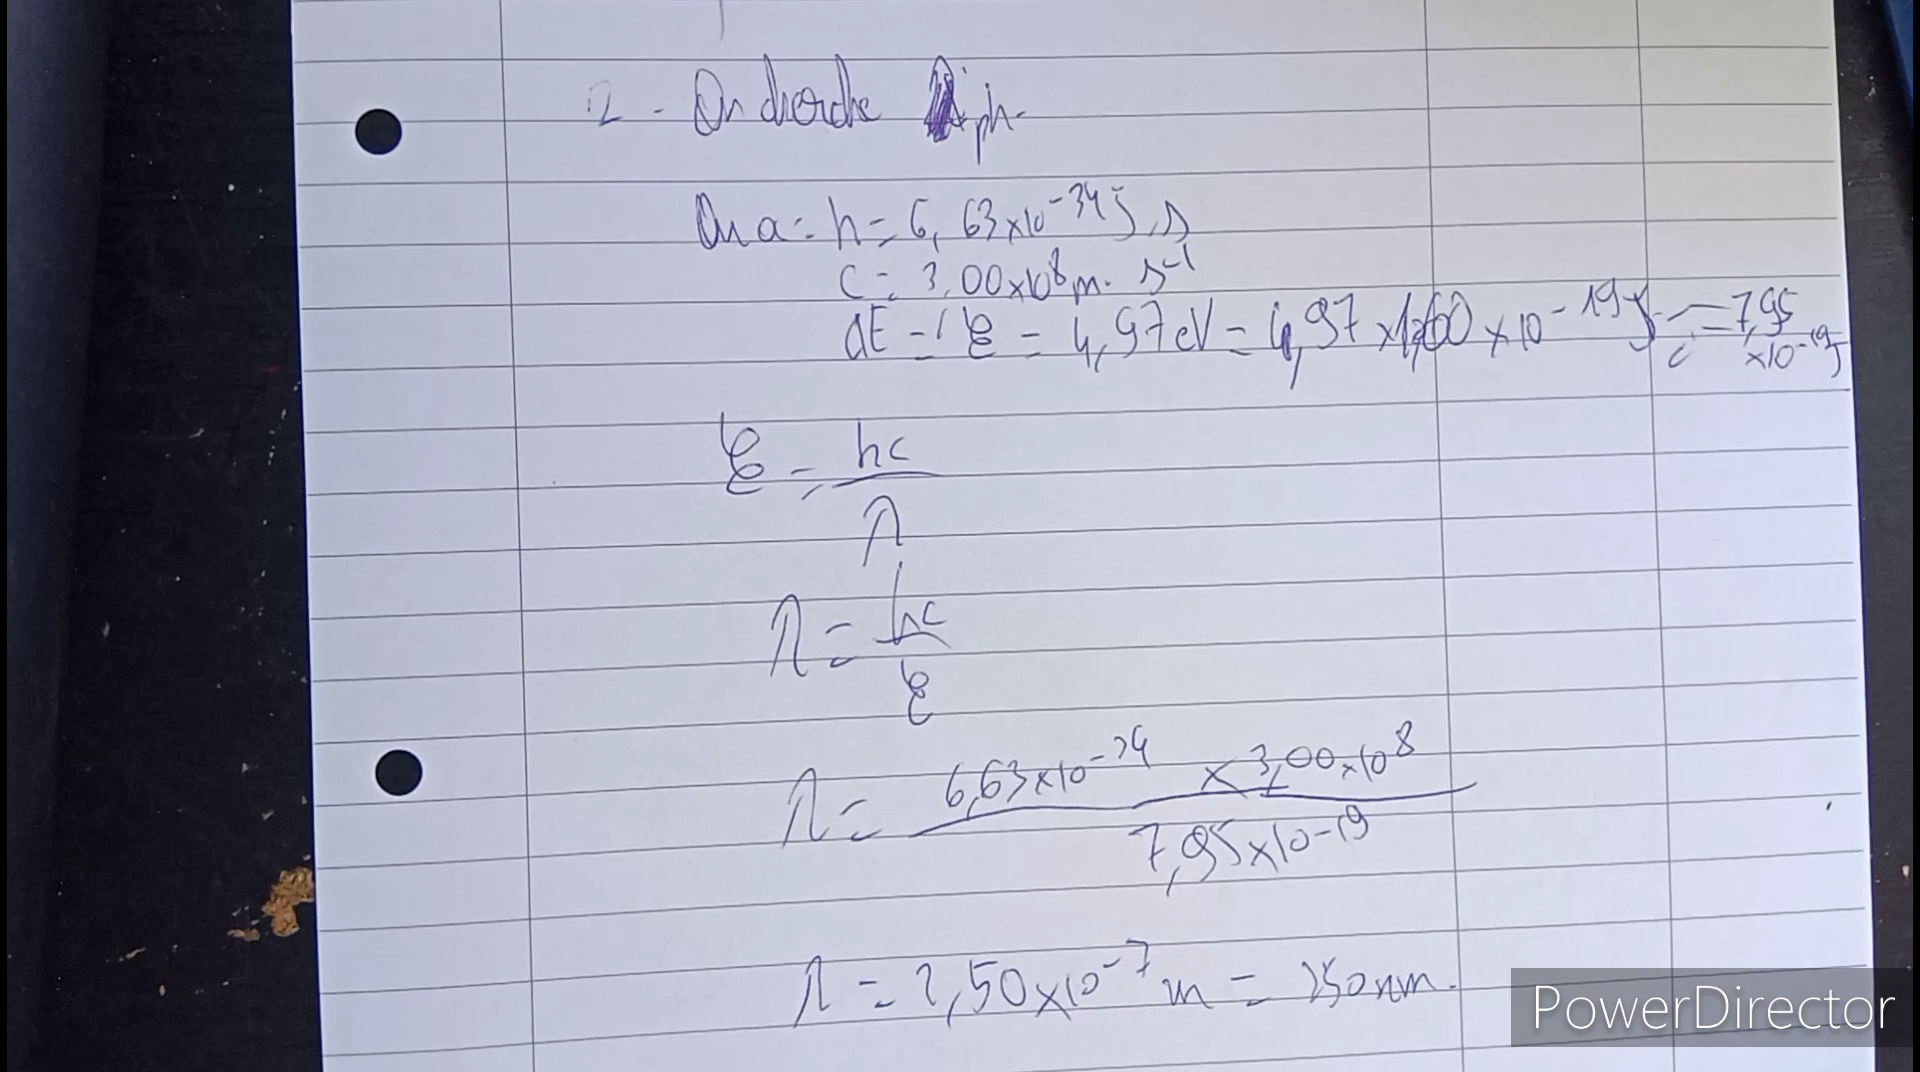 2 - On cherche λph.
On a : h = 6,63×10⁻³⁴ J.s
c = 3,00×10⁸ m.s⁻¹
dE = E = 4,97 eV = 4,97 × 1,60 × 10⁻¹⁹ J = 7,95 ×10⁻¹⁹ J
E = hc
λ
λ = hc
E
λ = 6,63×10⁻³⁴ × 3,00×10⁸
7,95×10⁻¹⁹
λ = 2,50×10⁻⁷ m = 250 nm.
PowerDirector